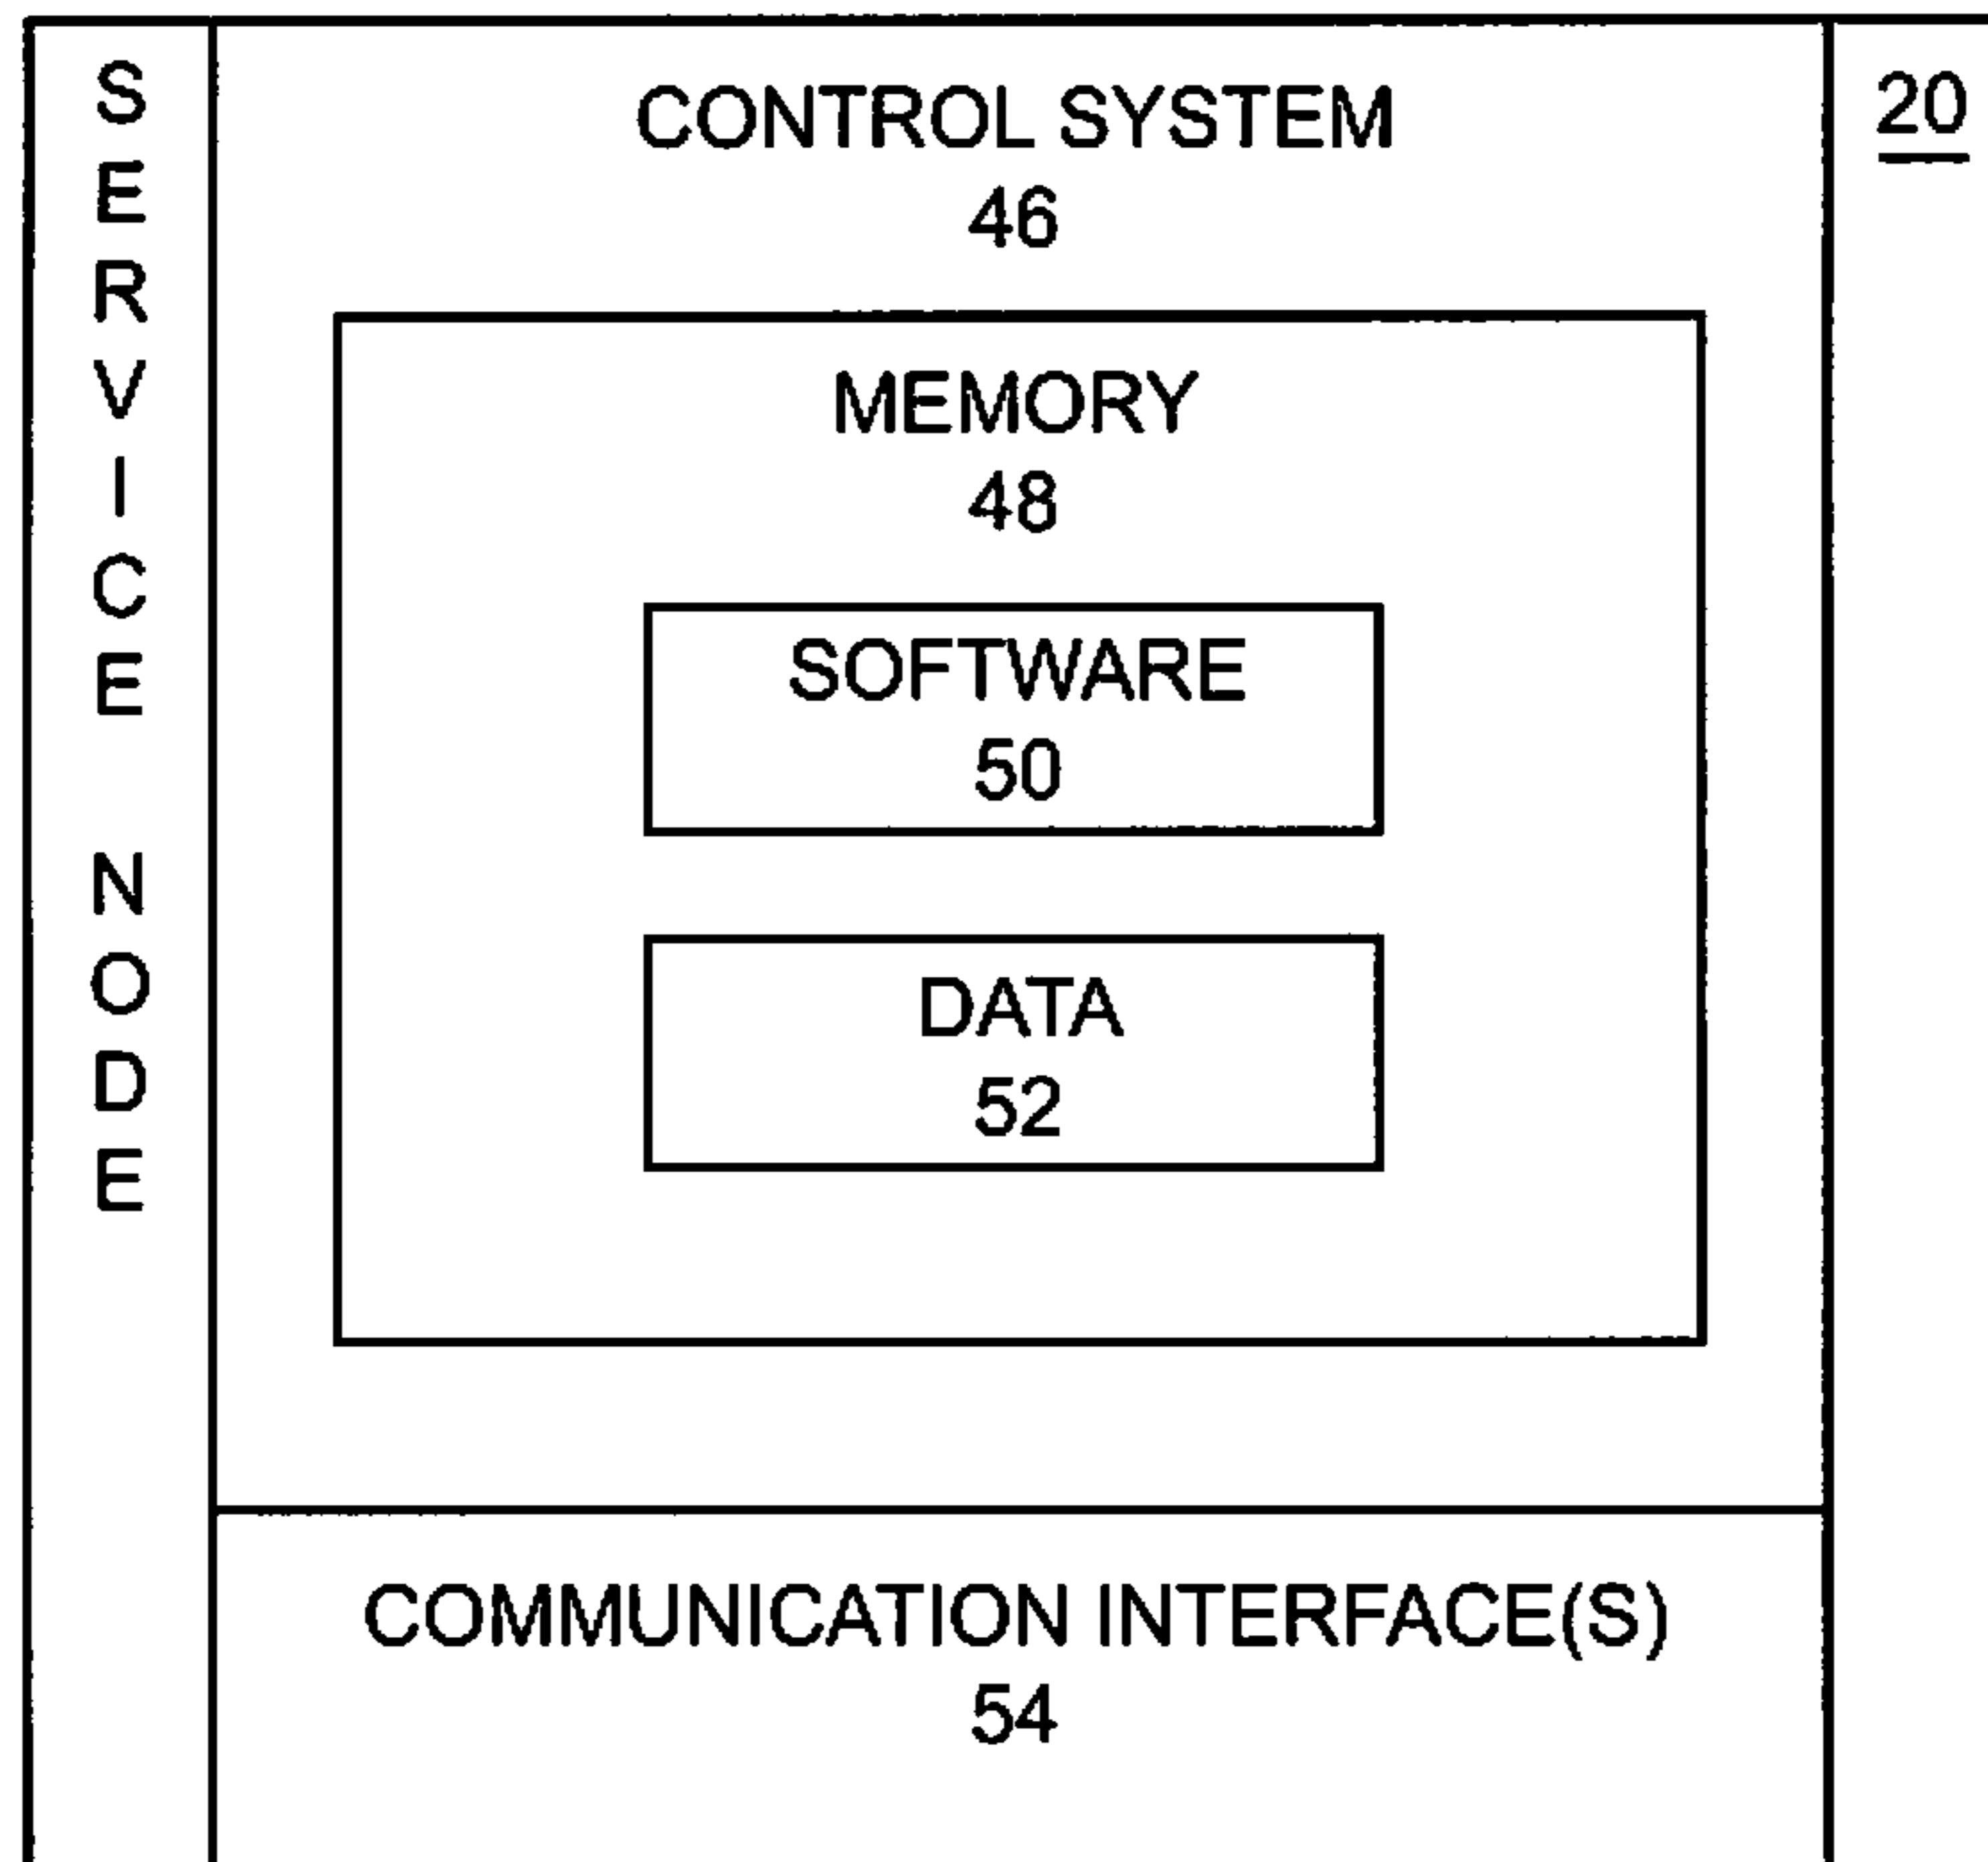 SERVICE NODE
20
CONTROL SYSTEM
46
MEMORY
48
SOFTWARE
50
DATA
52
COMMUNICATION INTERFACE(S)
54